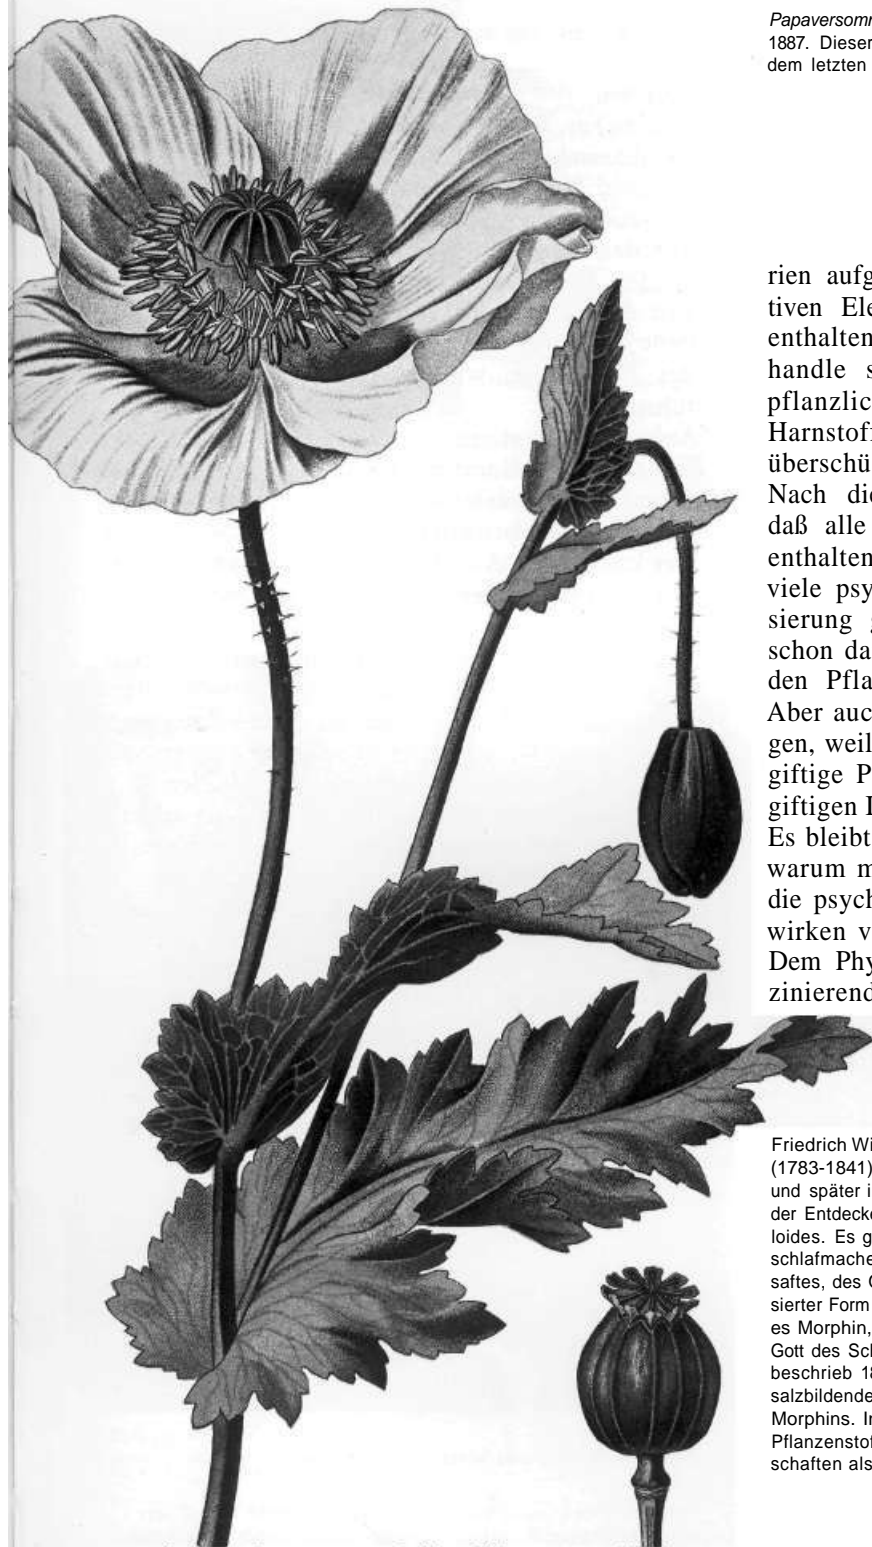 Papaversomn
1887. Dieser
dem letzten
rien aufg
tiven Ele
enthalten
handle s
pflanzlic
Harnstoff
überschü
Nach die
daß alle
enthalten
viele psy
sierung g
schon da
den Pfla
Aber auc
gen, weil
giftige P
giftigen
Es bleibt
warum m
die psych
wirken v
Dem Phy
zinierend
Friedrich Wi
(1783-1841)
und später i
der Entdecke
loides. Es g
schlafmache
saftes, des
sierter Form
es Morphin,
Gott des Sch
beschrieb 18
salzbildende
Morphins. In
Pflanzenstof
schaften als